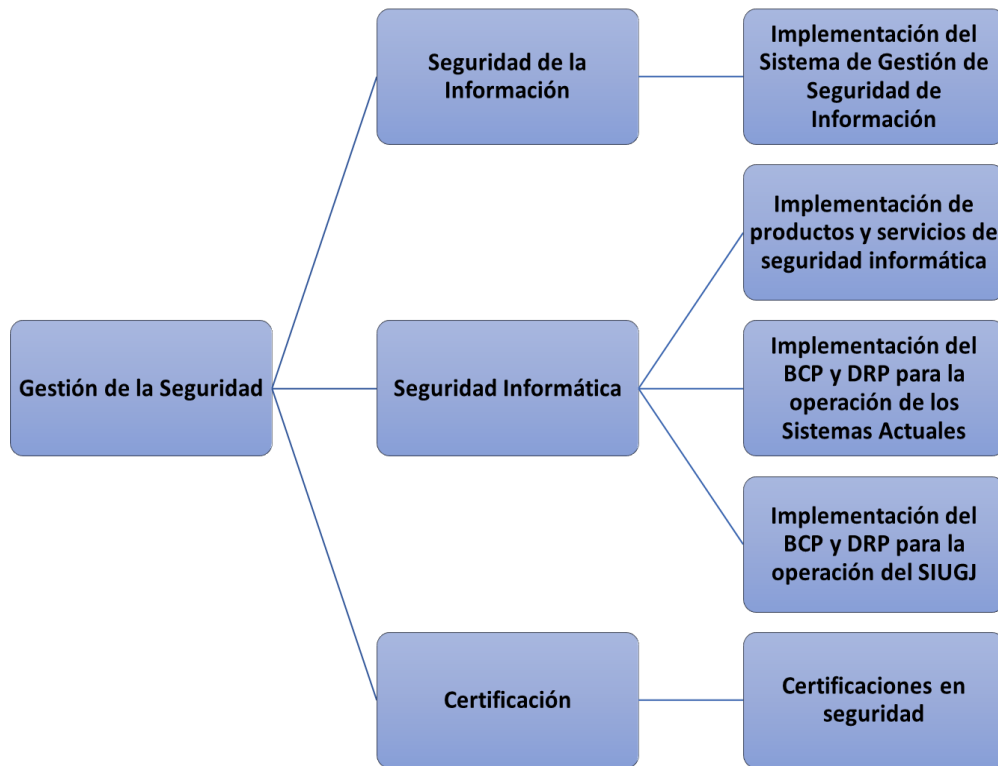 Seguridad de la
Información
Implementación del
Sistema de Gestión de
Seguridad de
Información
Implementación de
productos y servicios de
seguridad informática
Gestión de la Seguridad
Seguridad Informática
Implementación del
BCP y DRP para la
operación de los
Sistemas Actuales
Implementación del
BCP y DRP para la
operación del SIUGJ
Certificación
Certificaciones en
seguridad